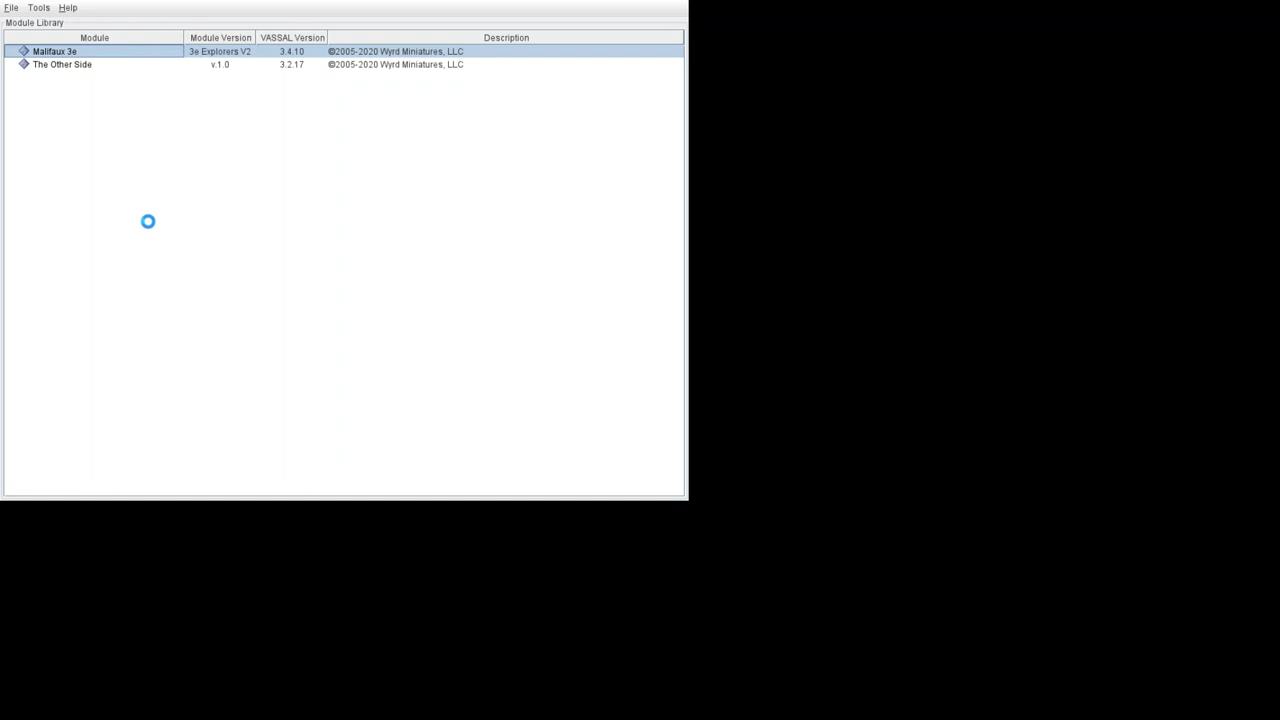 File Tools Help
Module Library
Module Module Version VASSAL Version Description
Malifaux 3e 3e Explorers V2 3.4.10 ©2005-2020 Wyrd Miniatures, LLC
The Other Side v.1.0 3.2.17 ©2005-2020 Wyrd Miniatures, LLC